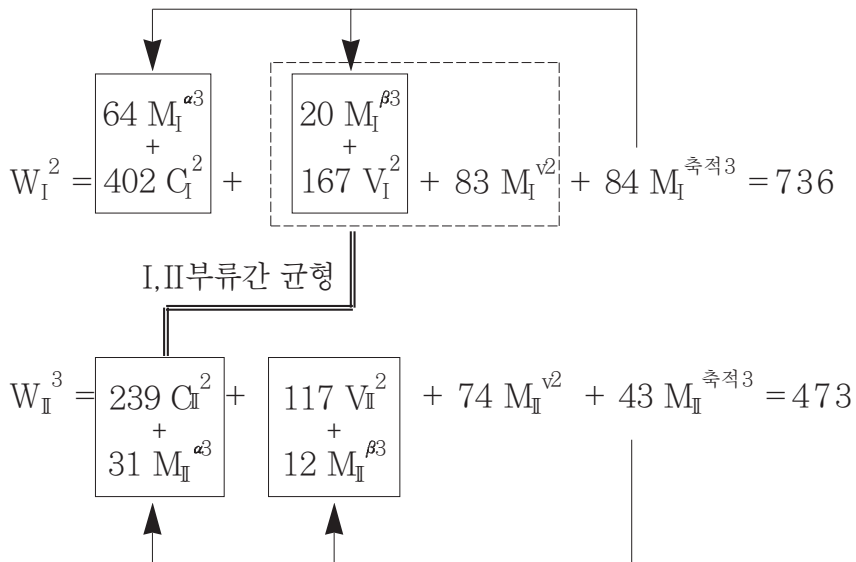 64 M_I^α3    20 M_I^β3
+    +
W_I^2 = 402 C_I^2 + 167 V_I^2 + 83 M_I^v2 + 84 M_I^축적3 = 736
I,II부류간 균형
W_II^3 = 239 C_II^2 + 117 V_II^2 + 74 M_II^v2 + 43 M_II^축적3 = 473
+    +
31 M_II^α3    12 M_II^β3